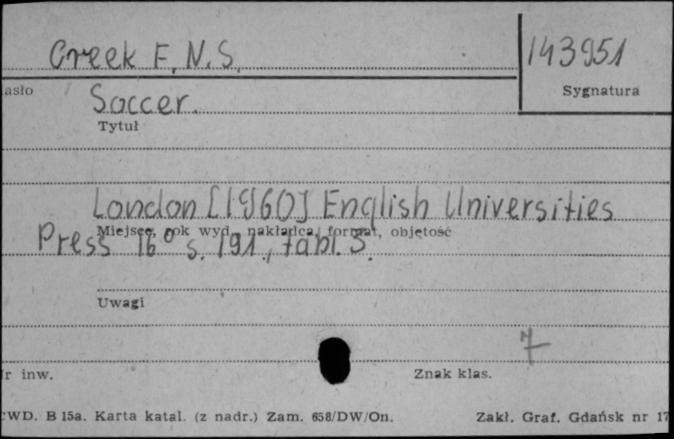 Creek F.N.S. 143951
asło Sygnatura
Soccer.
Tytuł
London [1960] English Universities
Miejsce, rok wyd., nakładca, format, objętość
Press 16° s. 191, tabl. 3.
Uwagi
7
r inw. Znak klas.
WD. B 15a. Karta katal. (z nadr.) Zam. 658/DW/On. Zakł. Graf. Gdańsk nr 17